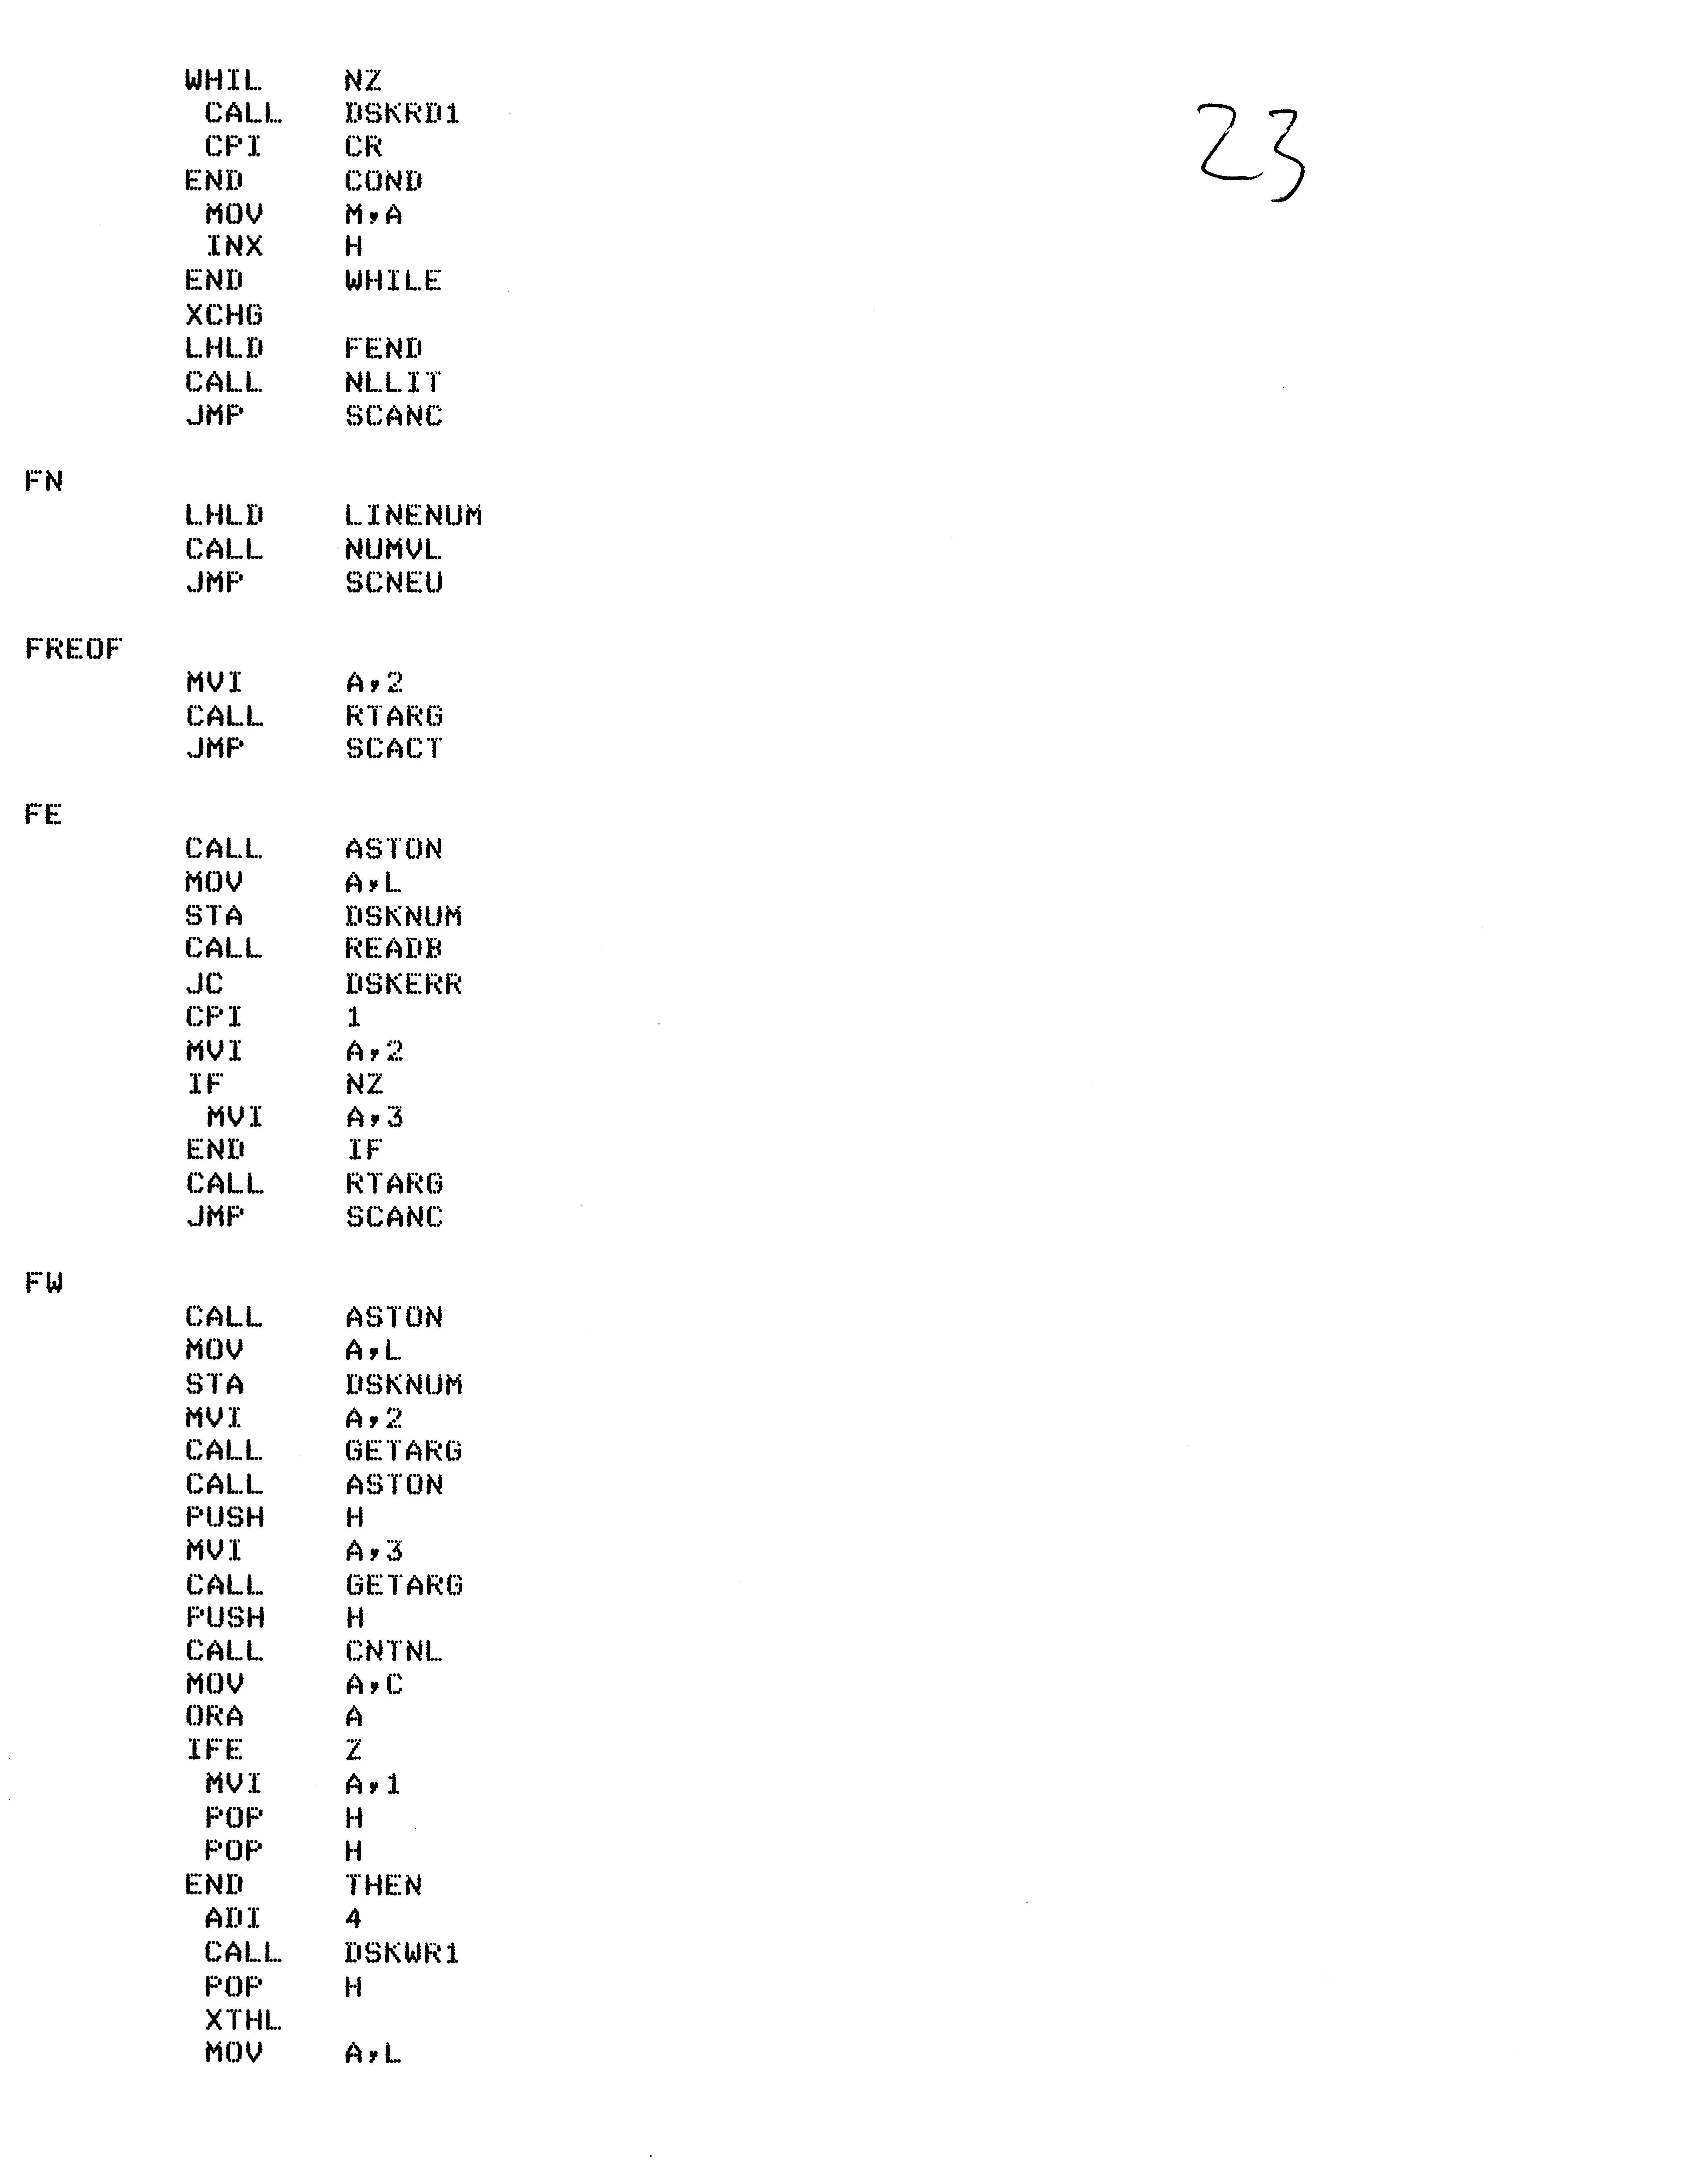 23
WHIL NZ
CALL DSKRD1
CPI CR
END COND
MOV M,A
INX H
END WHILE
XCHG
LHLD FEND
CALL NLLIT
JMP SCANC
FN
LHLD LINENUM
CALL NUMVL
JMP SCNEU
FREOF
MVI A,2
CALL RTARG
JMP SCACT
FE
CALL ASTON
MOV A,L
STA DSKNUM
CALL READB
JC DSKERR
CPI 1
MVI A,2
IF NZ
MVI A,3
END IF
CALL RTARG
JMP SCANC
FW
CALL ASTON
MOV A,L
STA DSKNUM
MVI A,2
CALL GETARG
CALL ASTON
PUSH H
MVI A,3
CALL GETARG
PUSH H
CALL CNTNL
MOV A,C
ORA A
IFE Z
MVI A,1
POP H
POP H
END THEN
ADI 4
CALL DSKWR1
POP H
XTHL
MOV A,L